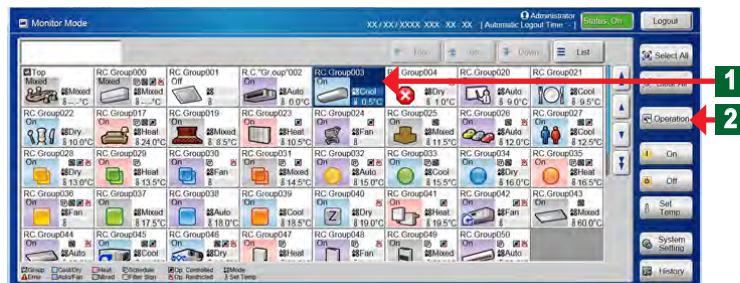 Monitor Mode
XX/XX/XXXX XXX XX:XX | Automatic Logout Time - |
Administrator
Status: On
Logout
List
Select All
1
Top RC.Group000 RC.Group001 R.C."Gr.oup"002 RC.Group003 Group004 RC.Group020 RC.Group021
Mixed Mixed Off On On
Mixed Mixed Auto Cool Dry Auto Cool
--.-°C --.-°C 0.0°C 0.5°C 1.0°C 9.0°C 9.5°C
Operation
2
RC.Group022 RC.Group017 RC.Group019 RC.Group023 RC.Group024 RC.Group025 RC.Group026 RC.Group027
On On On On On On On On
Dry Heat Mixed Heat Fan Mixed Auto Cool
10.0°C 24.0°C 8.5°C 10.5°C 11.5°C 12.0°C 12.5°C
On
RC.Group028 RC.Group029 RC.Group030 RC.Group031 RC.Group032 RC.Group033 RC.Group034 RC.Group035
On On On On On On On On
Dry Heat Fan Mixed Auto Cool Dry Heat
13.0°C 13.5°C 14.5°C 15.0°C 15.5°C 16.0°C 16.5°C
Off
RC.Group036 RC.Group037 RC.Group038 RC.Group039 RC.Group040 RC.Group041 RC.Group042 RC.Group043
On On On On On On On On
Fan Mixed Auto Cool Dry Heat Fan Mixed
17.5°C 18.0°C 18.5°C 19.0°C 19.5°C 60.0°C
Set
Temp.
RC.Group044 RC.Group045 RC.Group046 RC.Group047 RC.Group048 RC.Group049 RC.Group050
On On On On On On On
Auto Cool Dry Heat Fan Mixed Auto
System
Setting
Group Cool/Dry Heat Schedule Op. Controlled Mode
Error Auto/Fan Mixed Filter Sign Op. Restricted Set Temp.
History